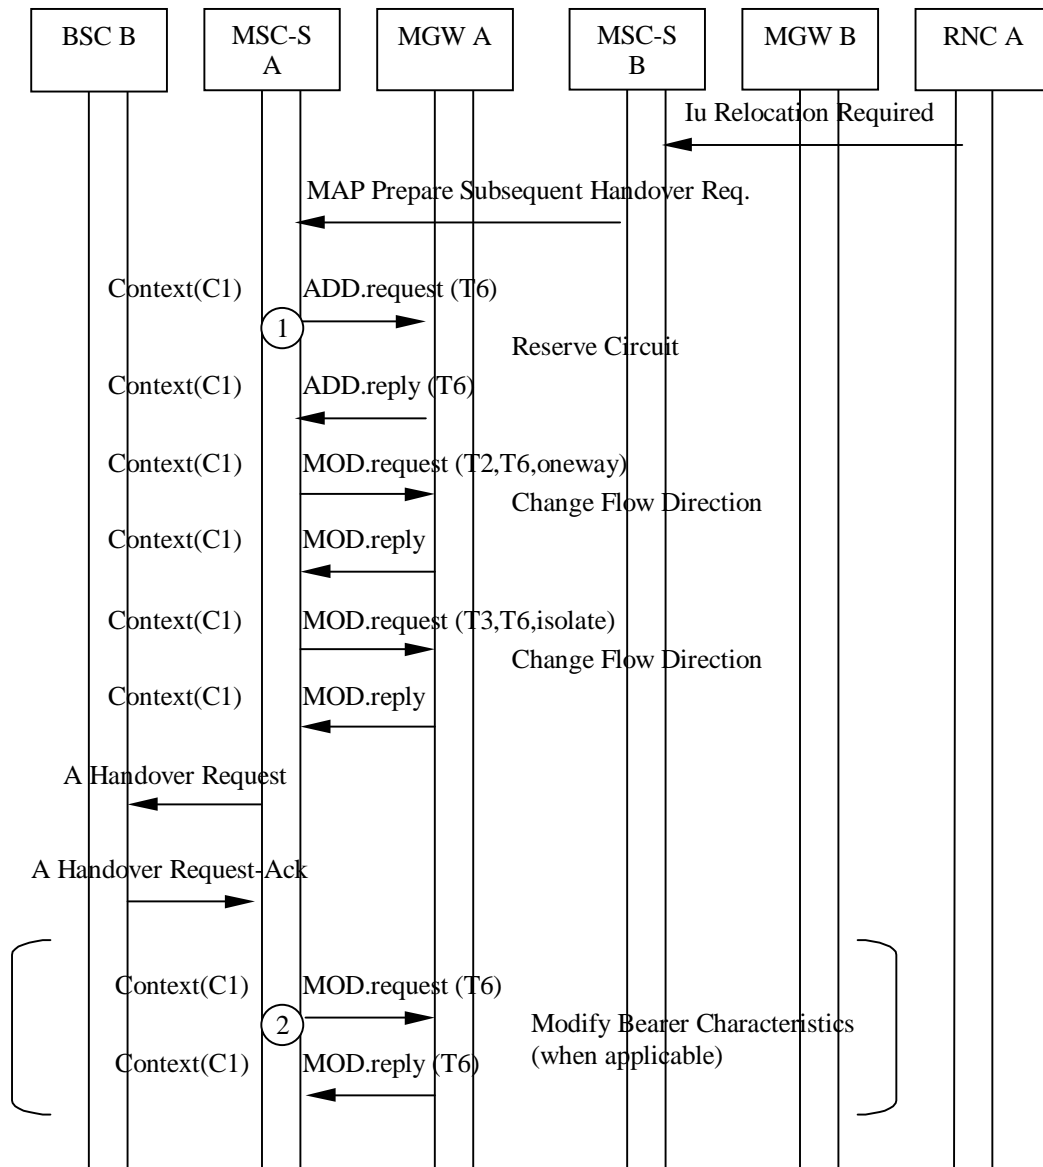 BSC B
MSC-S
A
MGW A
MSC-S
B
MGW B
RNC A
Iu Relocation Required
MAP Prepare Subsequent Handover Req.
Context(C1)
ADD.request (T6)
1
Reserve Circuit
Context(C1)
ADD.reply (T6)
Context(C1)
MOD.request (T2,T6,oneway)
Change Flow Direction
Context(C1)
MOD.reply
Context(C1)
MOD.request (T3,T6,isolate)
Change Flow Direction
Context(C1)
MOD.reply
A Handover Request
A Handover Request-Ack
Context(C1)
MOD.request (T6)
2
Modify Bearer Characteristics
(when applicable)
Context(C1)
MOD.reply (T6)